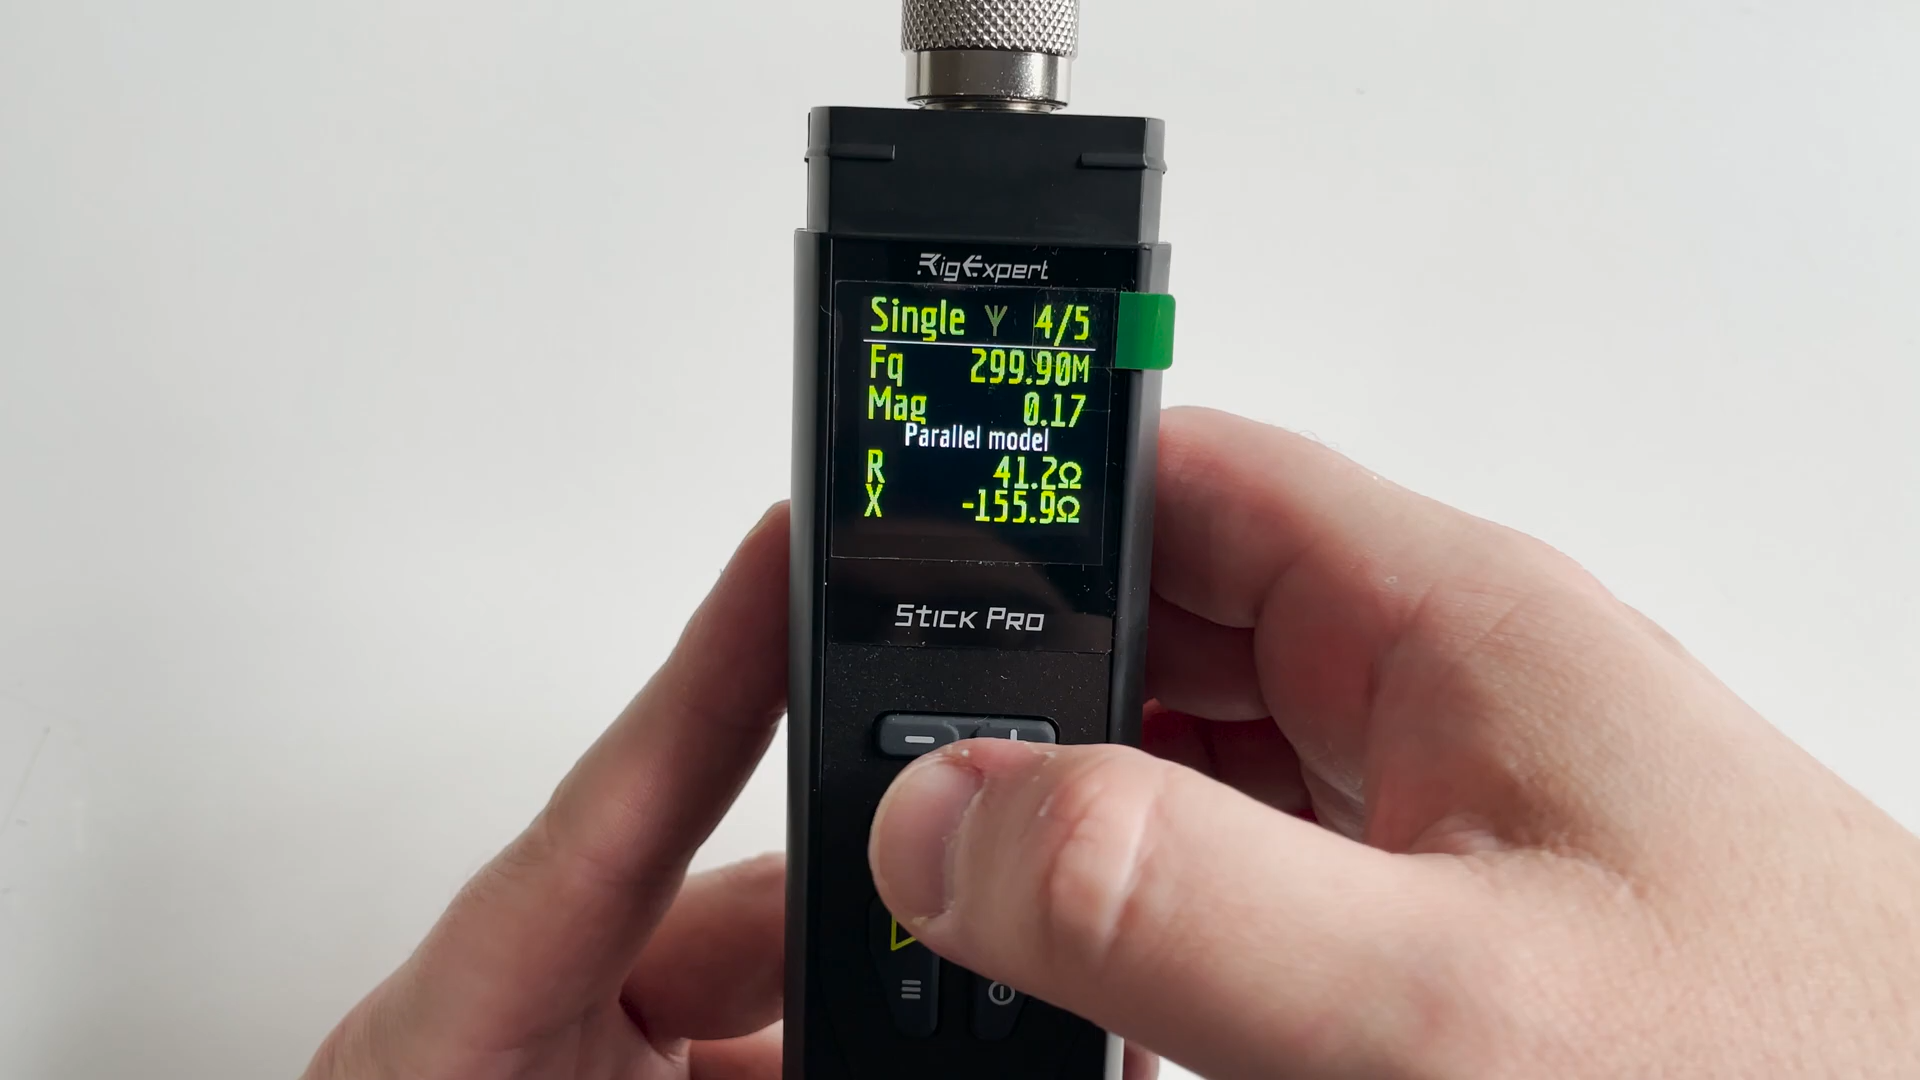 RigExpert
Single 4/5
Fq 299.90M
Mag 0.17
Parallel model
R 41.2Ω
X -155.9Ω
Stick Pro
- +